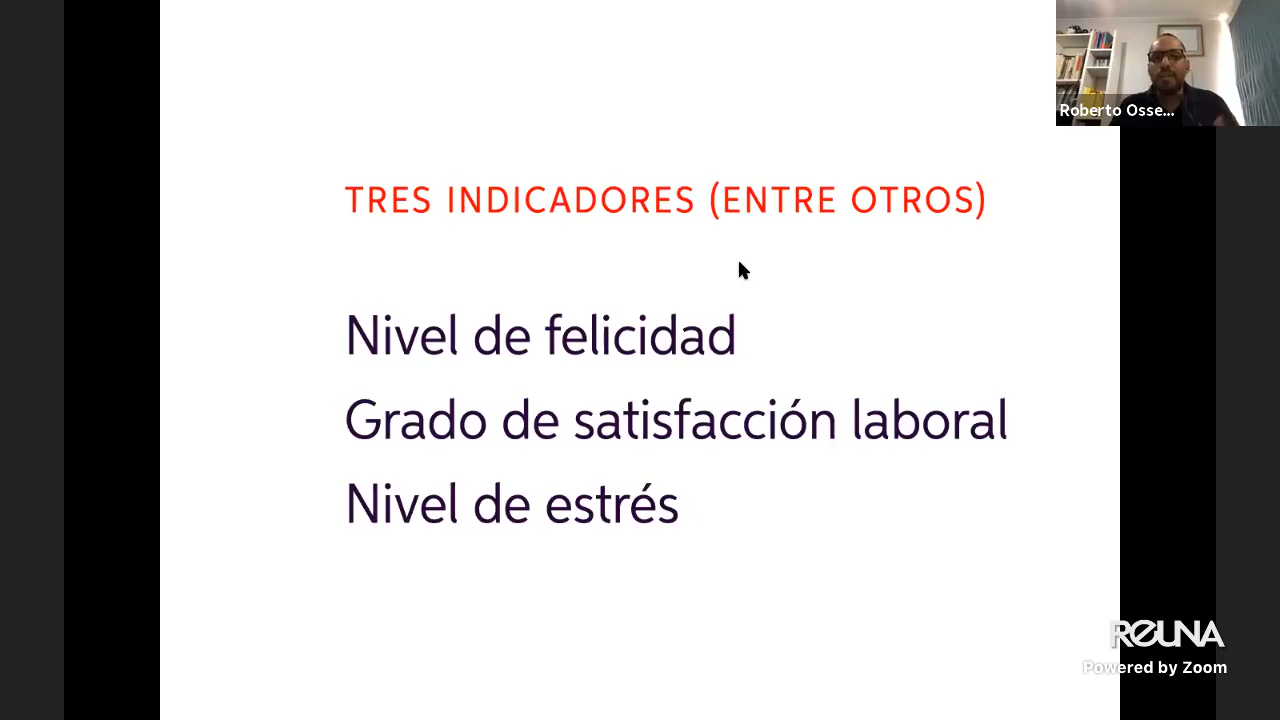 Roberto Osse...
TRES INDICADORES (ENTRE OTROS)
Nivel de felicidad
Grado de satisfacción laboral
Nivel de estrés
REUNA
Powered by Zoom